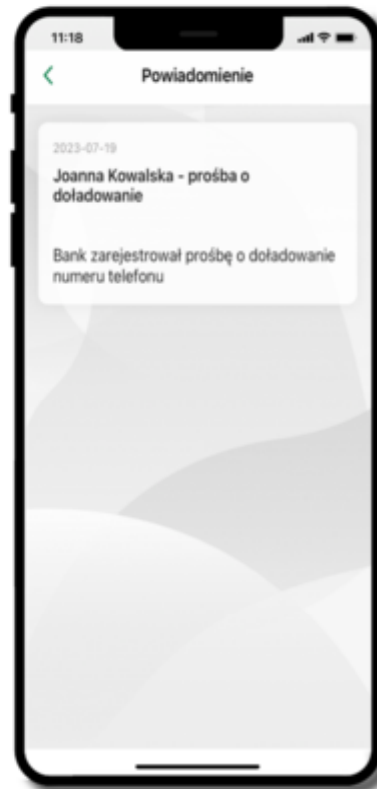 11:18
Powiadomienie
2023-07-19
Joanna Kowalska - prośba o
doładowanie
Bank zarejestrował prośbę o doładowanie
numeru telefonu